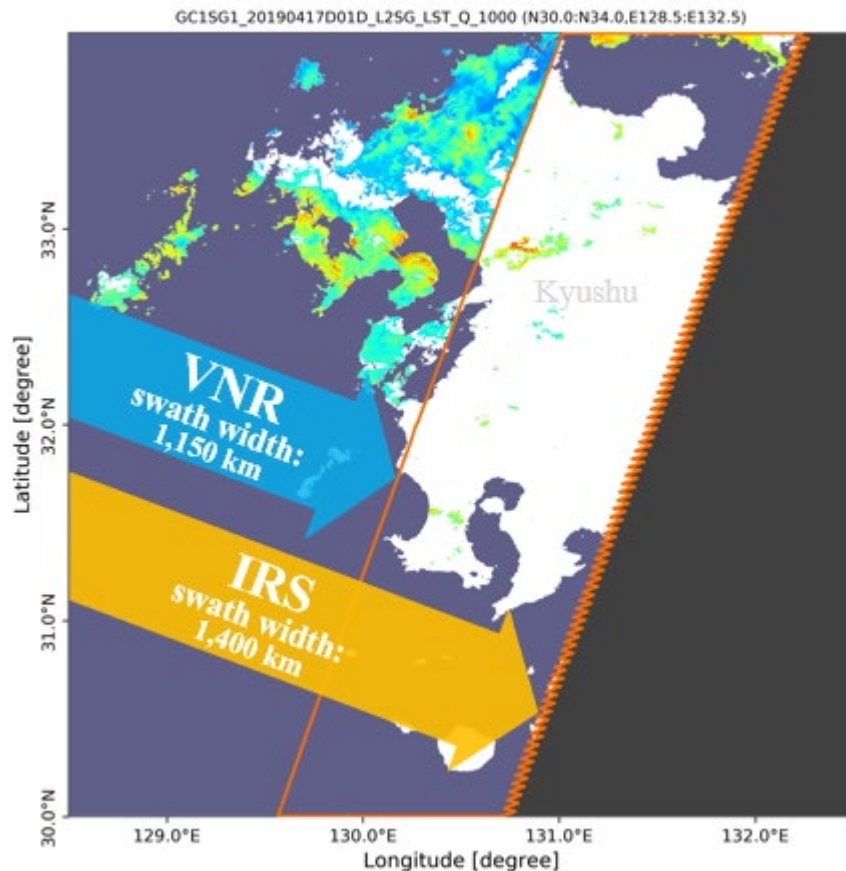 GC1SG1_20190417D01D_L2SG_LST_Q_1000 (N30.0:N34.0,E128.5:E132.5)
33.0°N
Kyushu
VNR
swath width:
1,150 km
32.0°N
Latitude [degree]
IRS
swath width:
1,400 km
31.0°N
30.0°N
129.0°E 130.0°E 131.0°E 132.0°E
Longitude [degree]